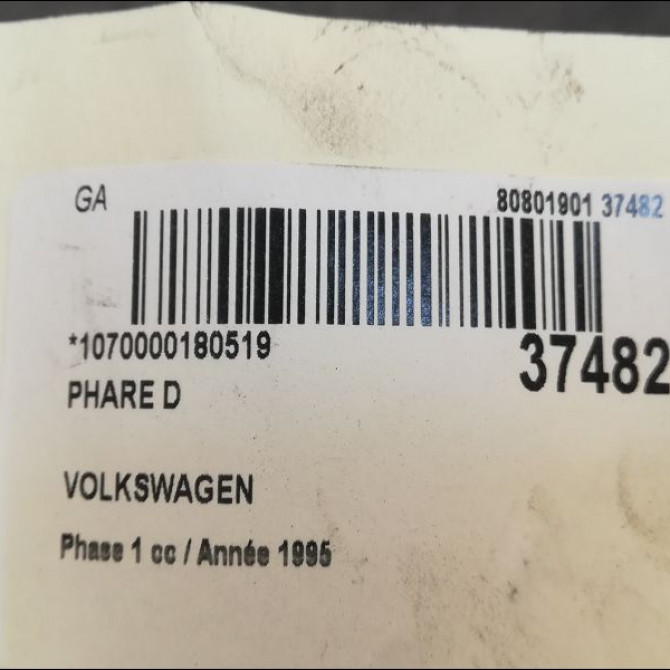 GA
80801901 37482
*1070000180519
37482
PHARE D
VOLKSWAGEN
Phase 1 cc / Année 1995